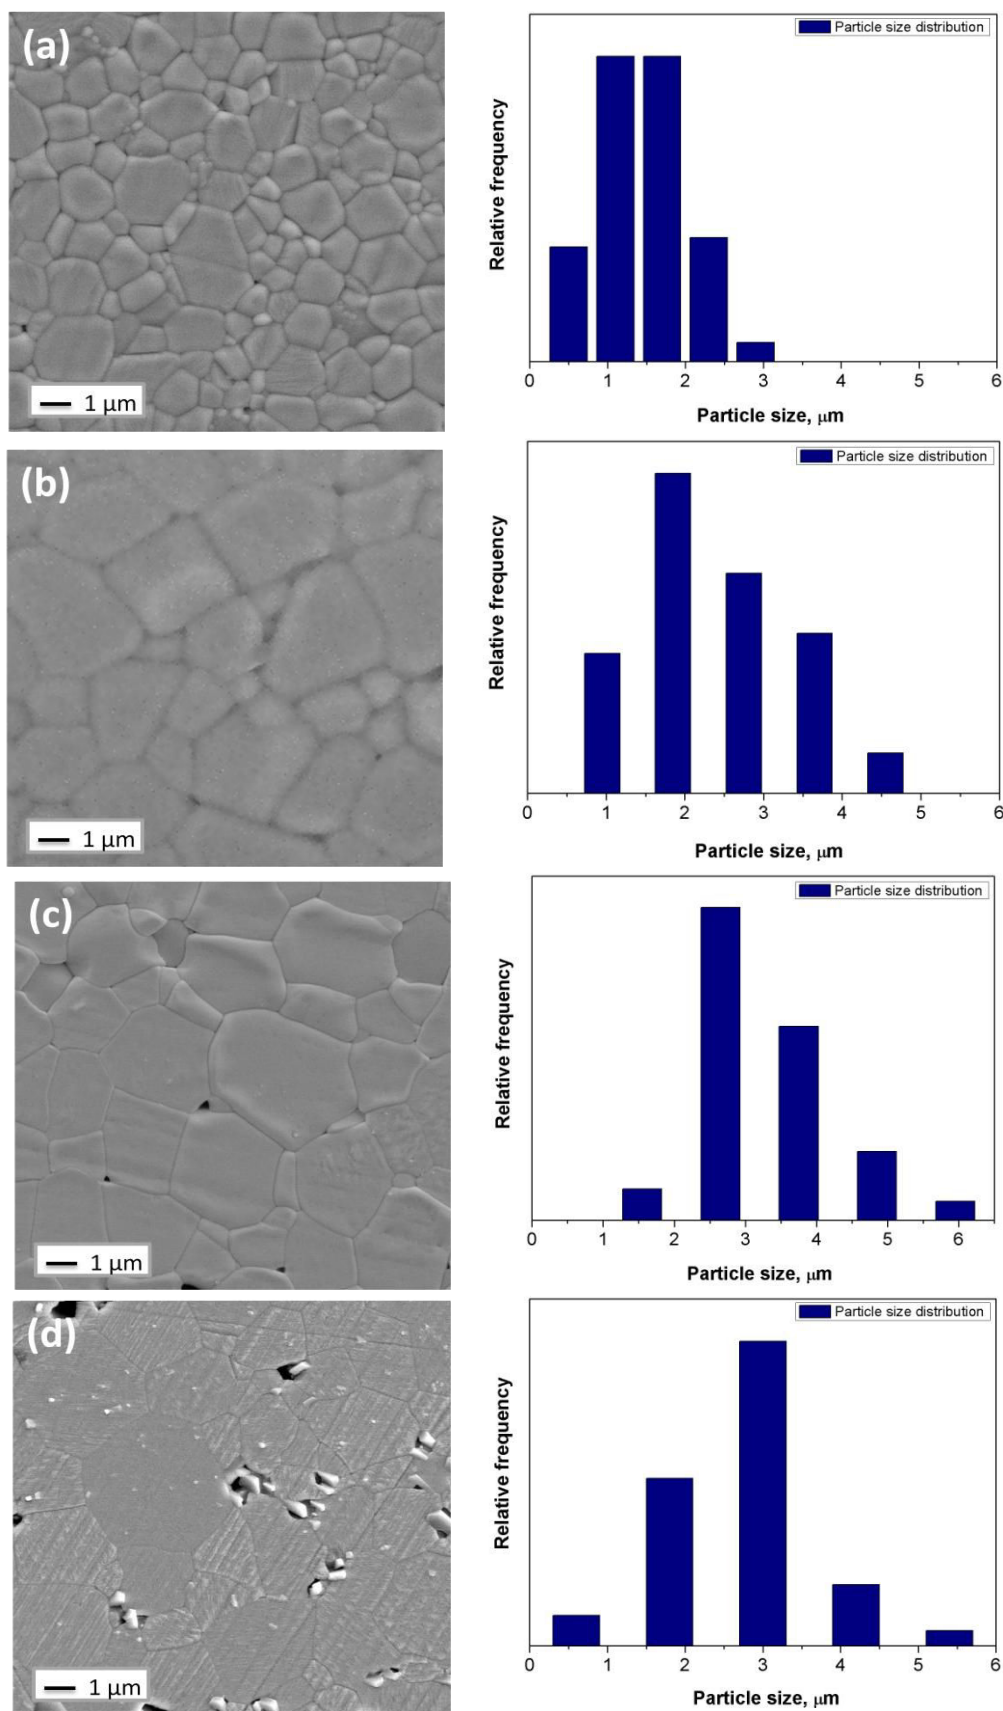 (a)
1 μm
Particle size distribution
Relative frequency
0 1 2 3 4 5 6
Particle size, μm
(b)
1 μm
Particle size distribution
Relative frequency
0 1 2 3 4 5 6
Particle size, μm
(c)
1 μm
Particle size distribution
Relative frequency
0 1 2 3 4 5 6
Particle size, μm
(d)
1 μm
Particle size distribution
Relative frequency
0 1 2 3 4 5 6
Particle size, μm